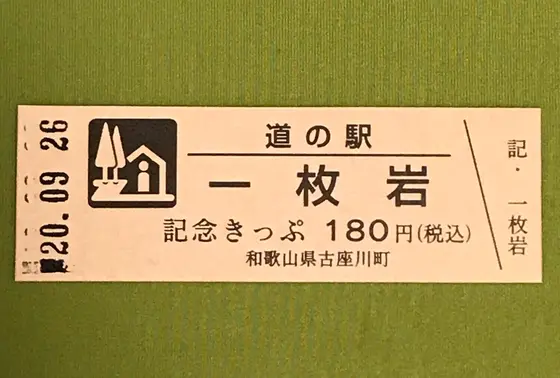 20.09 26
道の駅
一枚岩
記念きっぷ 180円(税込)
和歌山県古座川町
記・一枚岩